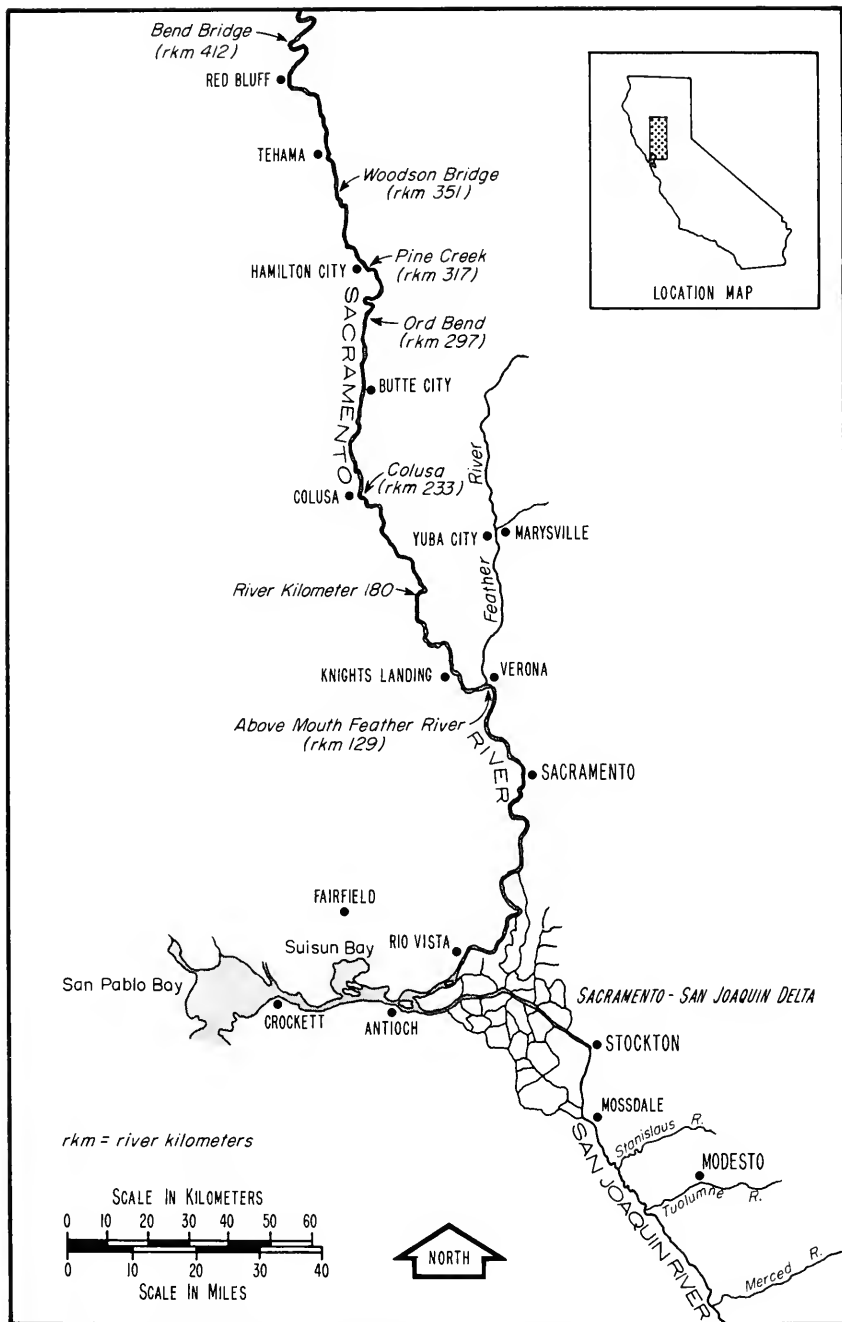 Bend Bridge
(rkm 412)
RED BLUFF
TEHAMA
Woodson Bridge
(rkm 351)
Pine Creek
(rkm 317)
HAMILTON CITY
SACRAMENTO
Ord Bend
(rkm 297)
BUTTE CITY
Colusa
(rkm 233)
COLUSA
LOCATION MAP
River
YUBA CITY
MARYSVILLE
Feather
River Kilometer 180
KNIGHTS LANDING
VERONA
Above Mouth Feather River
(rkm 129)
RIVER
SACRAMENTO
FAIRFIELD
Suisun Bay
RIO VISTA
San Pablo Bay
CROCKETT
ANTIOCH
SACRAMENTO - SAN JOAQUIN DELTA
STOCKTON
MOSSDALE
SAN JOAQUIN RIVER
Stanislaus R.
MODESTO
Tuolumne R.
Merced R.
rkm = river kilometers
SCALE IN KILOMETERS
0 10 20 30 40 50 60
0 10 20 30 40
SCALE IN MILES
NORTH